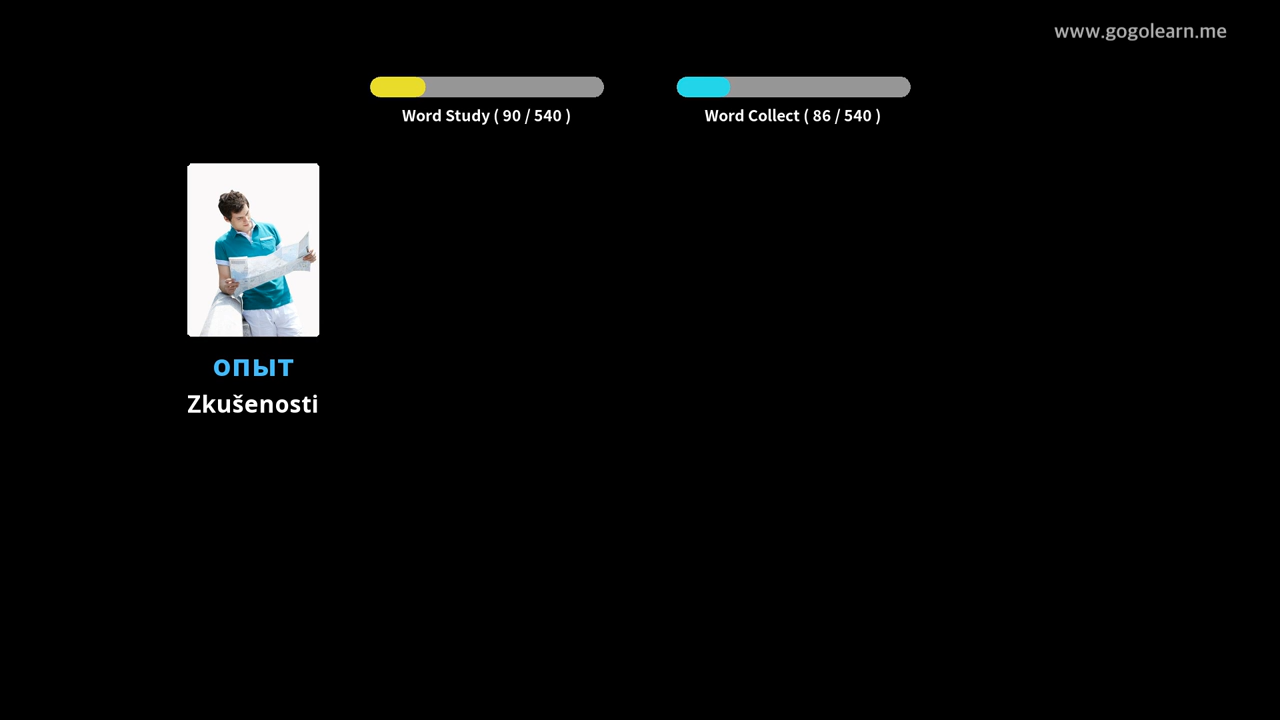 www.gogolearn.me
Word Study ( 90 / 540 )
Word Collect ( 86 / 540 )
опыт
Zkušenosti